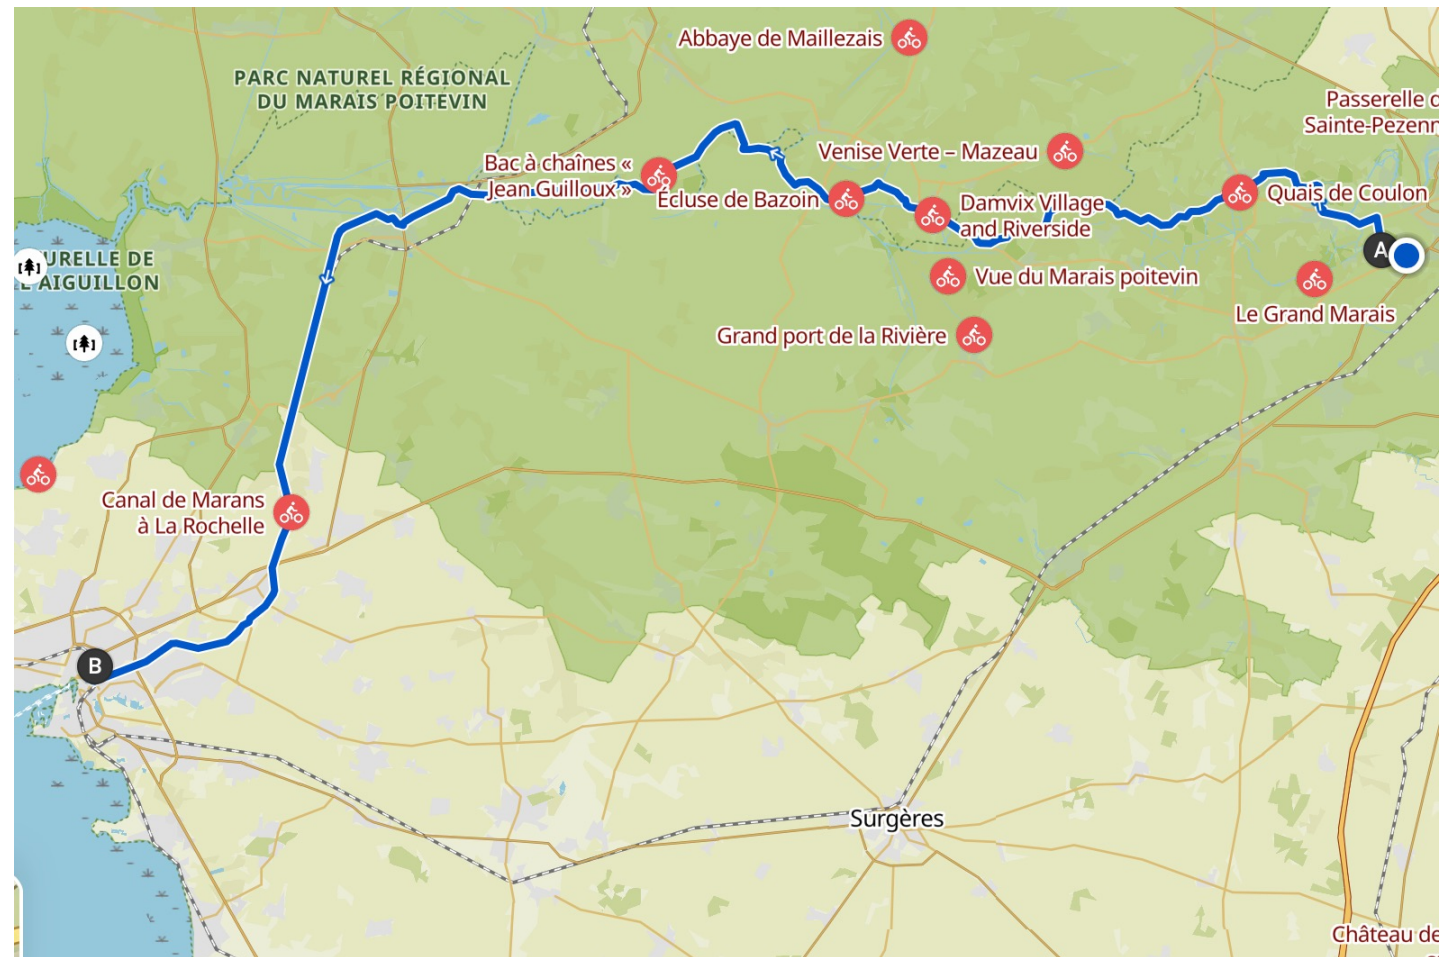 Abbaye de Maillezais
PARC NATUREL RÉGIONAL
DU MARAIS POITEVIN
Passerelle d
Sainte-Pezenn
Bac à chaînes «
Jean Guilloux »
Venise Verte – Mazeau
Écluse de Bazoin
Damvix Village
and Riverside
Quais de Coulon
A
URELLE DE
L'AIGUILLON
Vue du Marais poitevin
Le Grand Marais
Grand port de la Rivière
Canal de Marans
à La Rochelle
B
Surgères
Château de